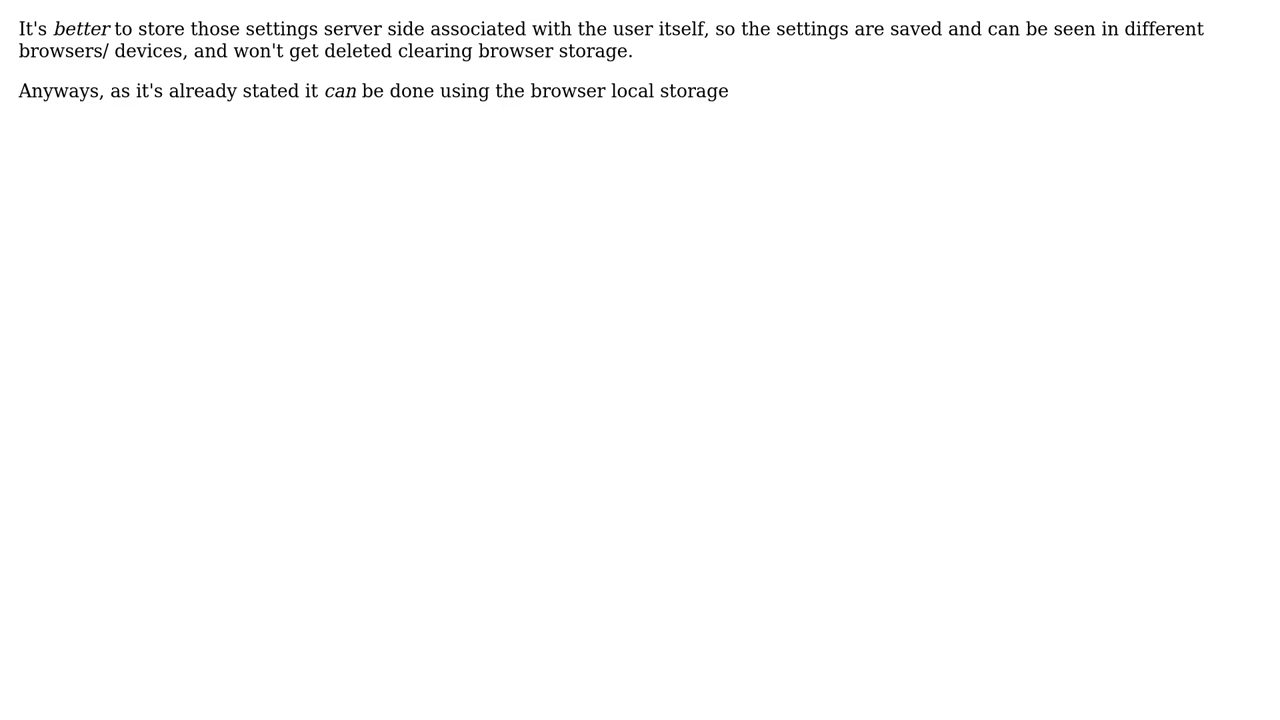 It's better to store those settings server side associated with the user itself, so the settings are saved and can be seen in different
browsers/ devices, and won't get deleted clearing browser storage.
Anyways, as it's already stated it can be done using the browser local storage